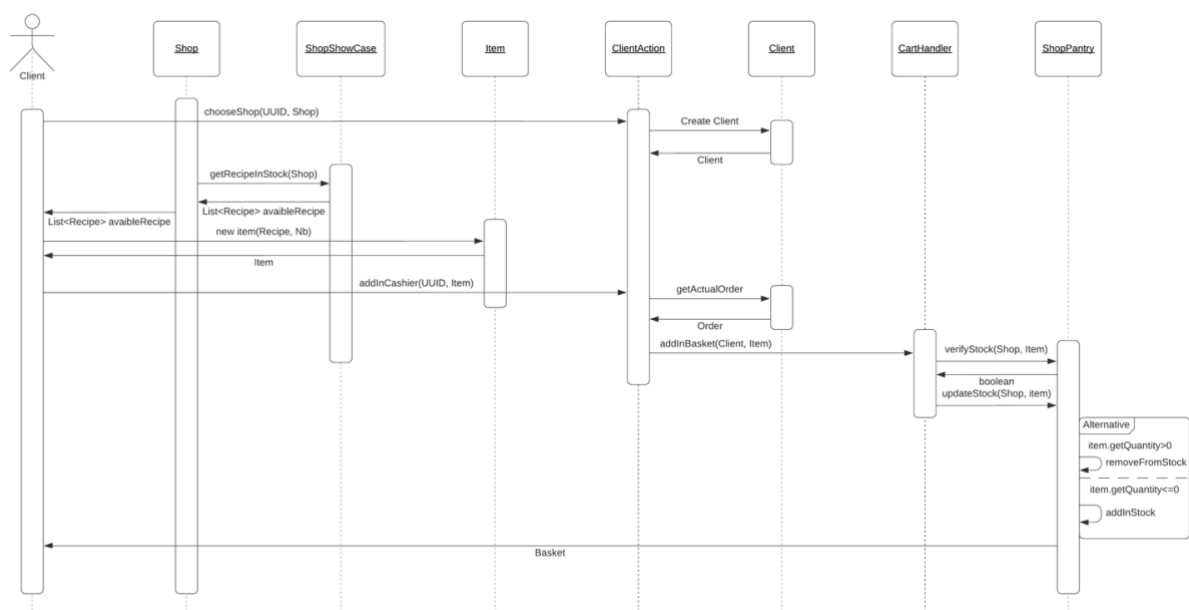 Client
Shop
ShopShowCase
Item
ClientAction
Client
CartHandler
ShopPantry
chooseShop(UUID, Shop)
Create Client
Client
getRecipeInStock(Shop)
List<Recipe> avaibleRecipe
List<Recipe> avaibleRecipe
new item(Recipe, Nb)
Item
addInCashier(UUID, Item)
getActualOrder
Order
addInBasket(Client, Item)
verifyStock(Shop, Item)
boolean
updateStock(Shop, item)
Alternative
item.getQuantity>0
removeFromStock
item.getQuantity<=0
addInStock
Basket